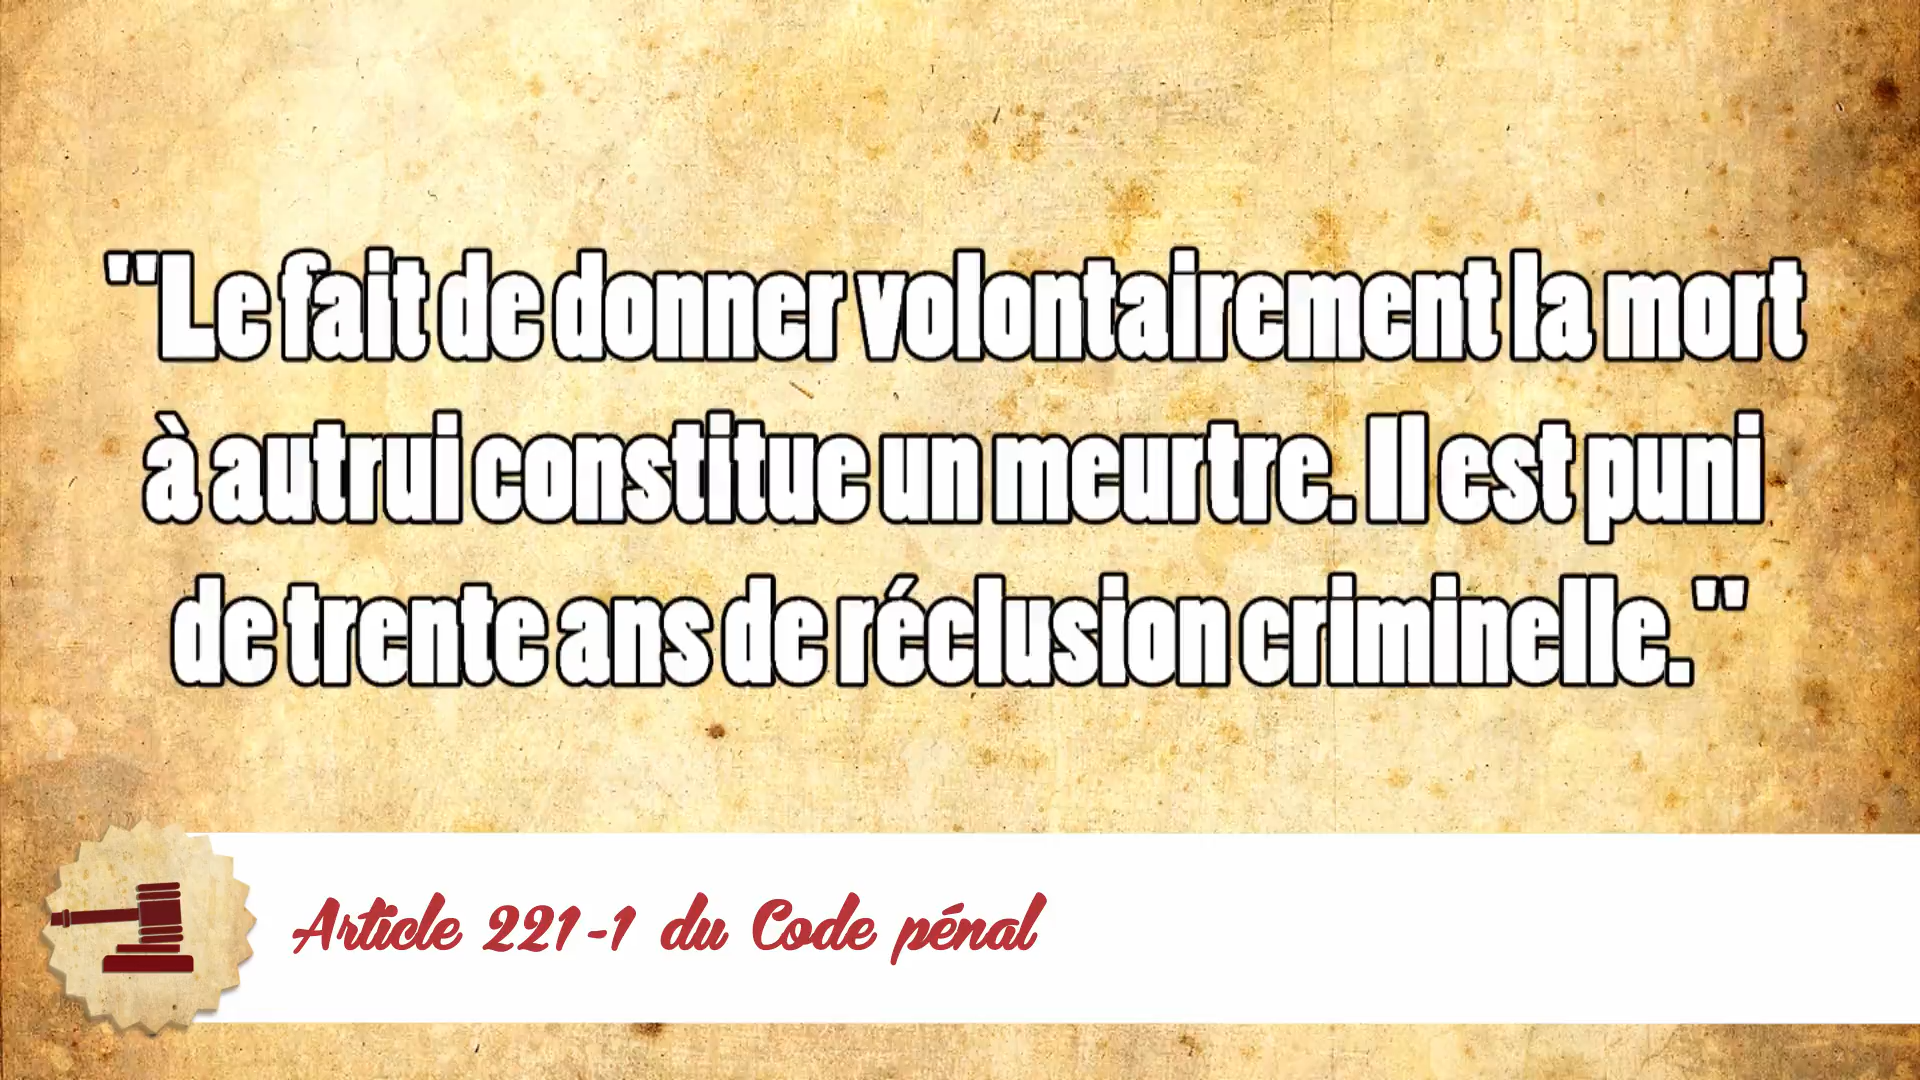 "Le fait de donner volontairement la mort
à autrui constitue un meurtre. Il est puni
de trente ans de réclusion criminelle."
Article 221-1 du Code pénal